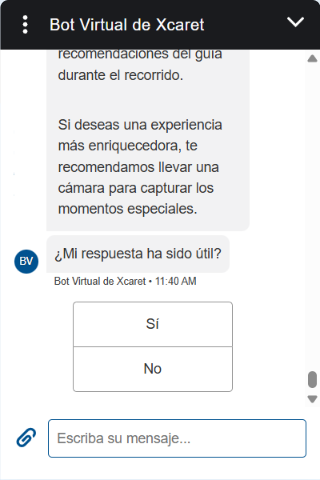 Bot Virtual de Xcaret
recomendaciones del guía
durante el recorrido.
Si deseas una experiencia
más enriquecedora, te
recomendamos llevar una
cámara para capturar los
momentos especiales.
¿Mi respuesta ha sido útil?
BV
Bot Virtual de Xcaret • 11:40 AM
Sí
No
Escriba su mensaje...